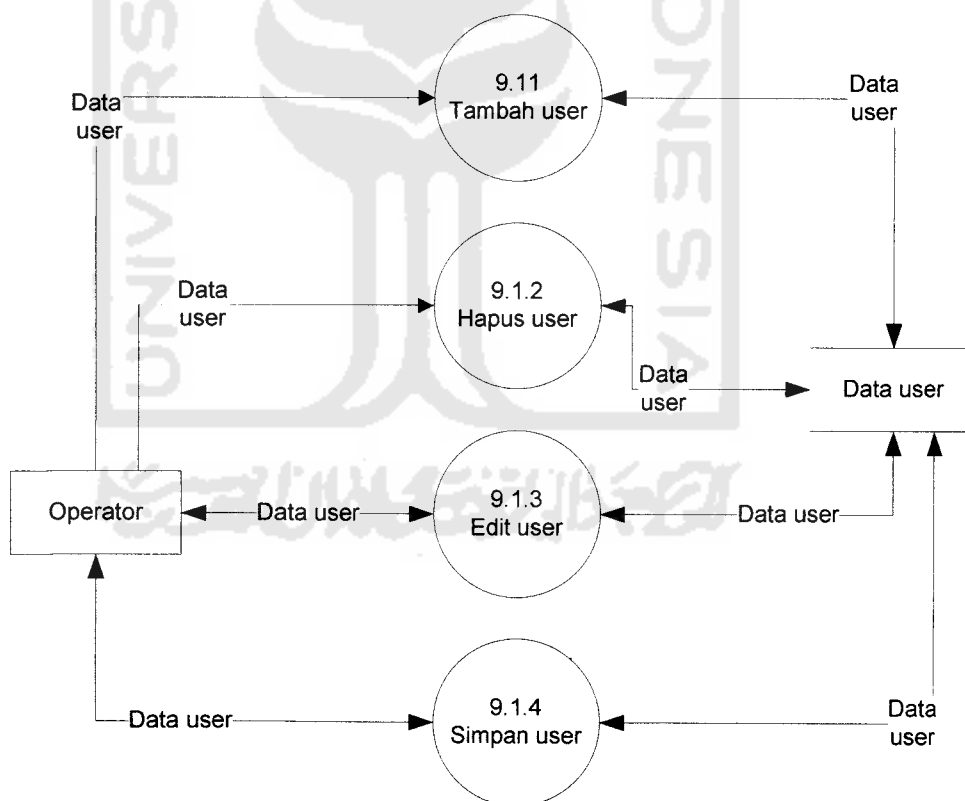 9.11
Tambah user
Data
user
Data
user
9.1.2
Hapus user
Data
user
Data
user
Data user
Operator
Data user
9.1.3
Edit user
Data user
9.1.4
Simpan user
Data user
Data
user
UNIVERS
ONESIA